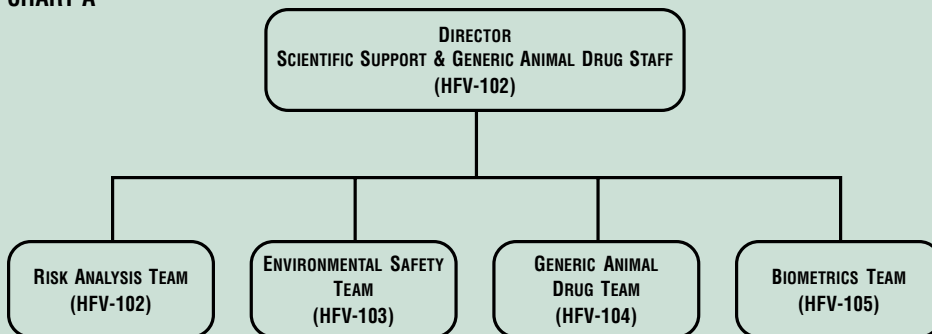 CHART A
DIRECTOR
SCIENTIFIC SUPPORT & GENERIC ANIMAL DRUG STAFF
(HFV-102)
RISK ANALYSIS TEAM
(HFV-102)
ENVIRONMENTAL SAFETY
TEAM
(HFV-103)
GENERIC ANIMAL
DRUG TEAM
(HFV-104)
BIOMETRICS TEAM
(HFV-105)